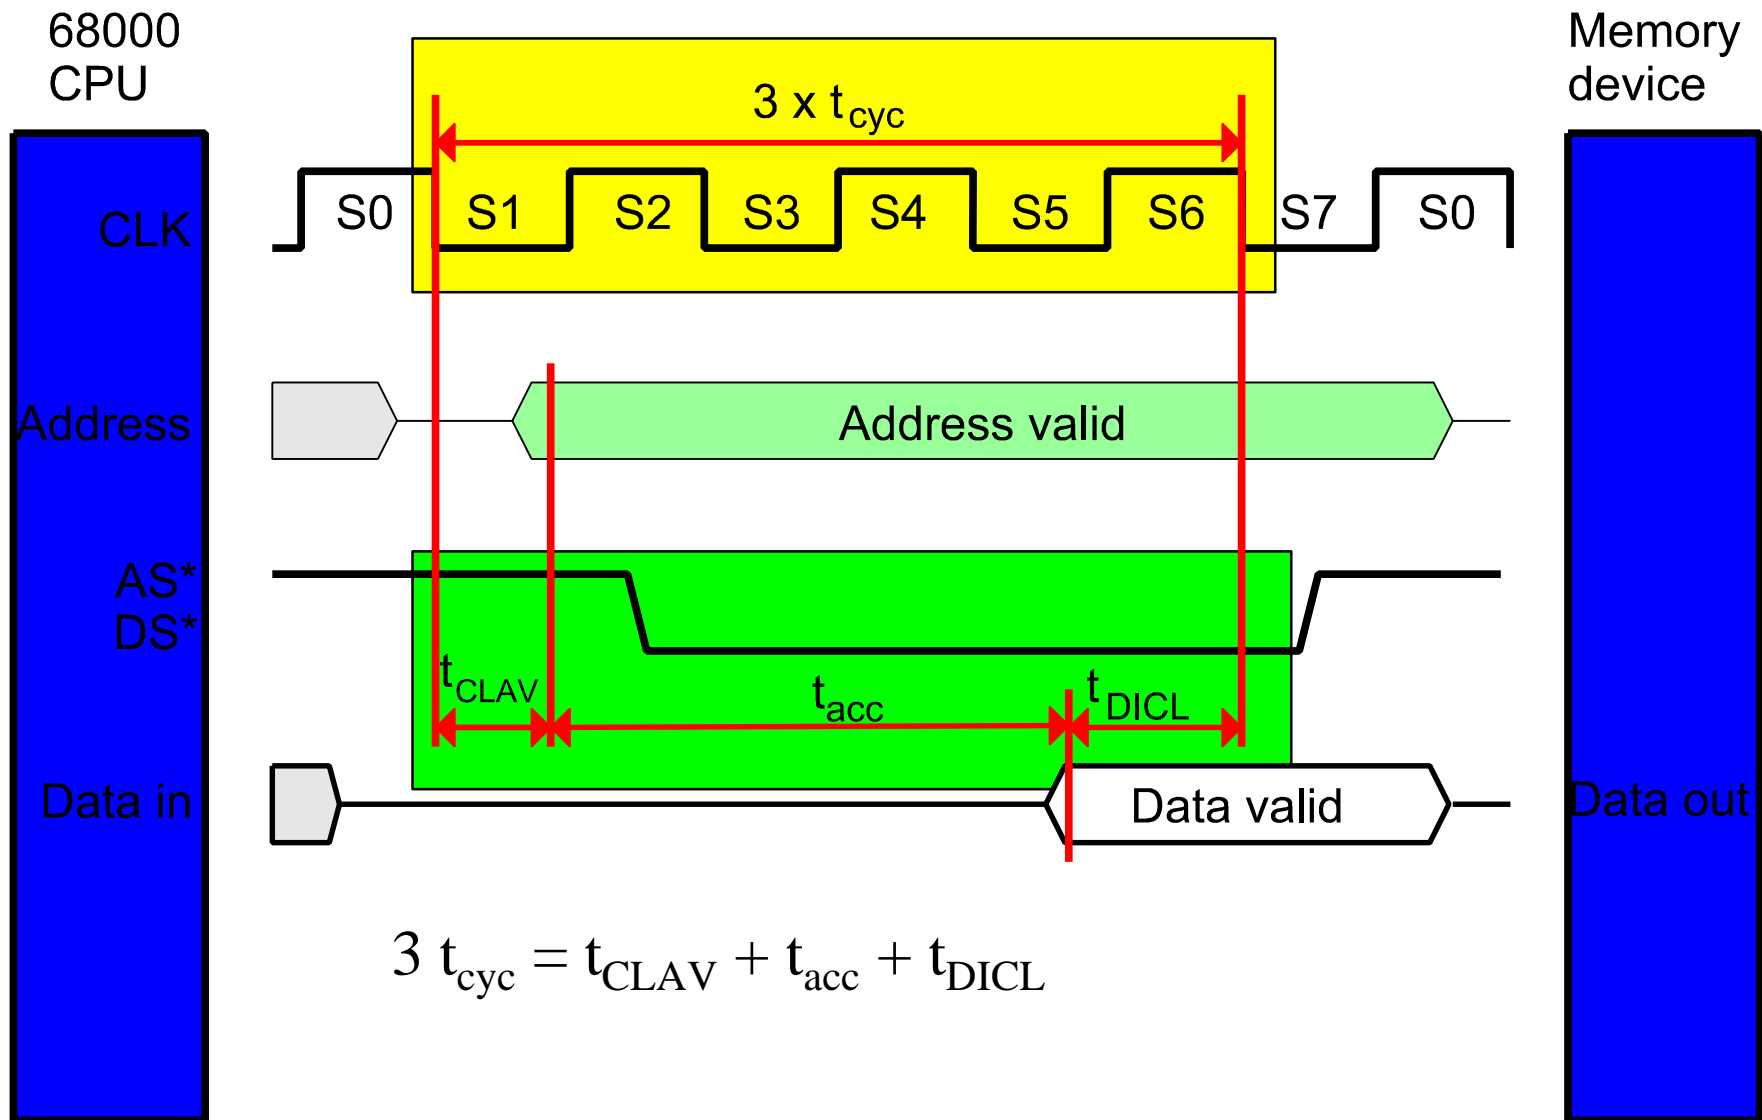 68000
CPU
Memory
device
3 x tcyc
CLK
S0 S1 S2 S3 S4 S5 S6 S7 S0
Address
Address valid
AS*
DS*
tCLAV tacc tDICL
Data in
Data valid
Data out
3 tcyc = tCLAV + tacc + tDICL